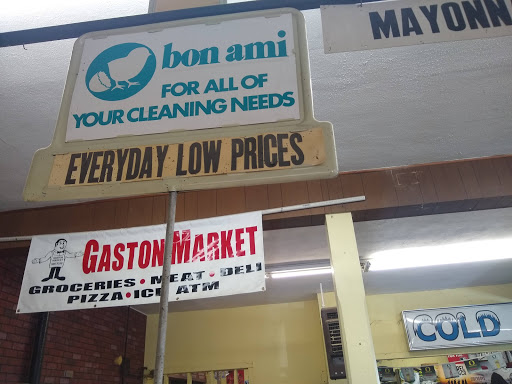 bon ami
FOR ALL OF
YOUR CLEANING NEEDS
EVERYDAY LOW PRICES
GASTON MARKET
GROCERIES • MEAT • DELI
PIZZA • ICE ATM
COLD